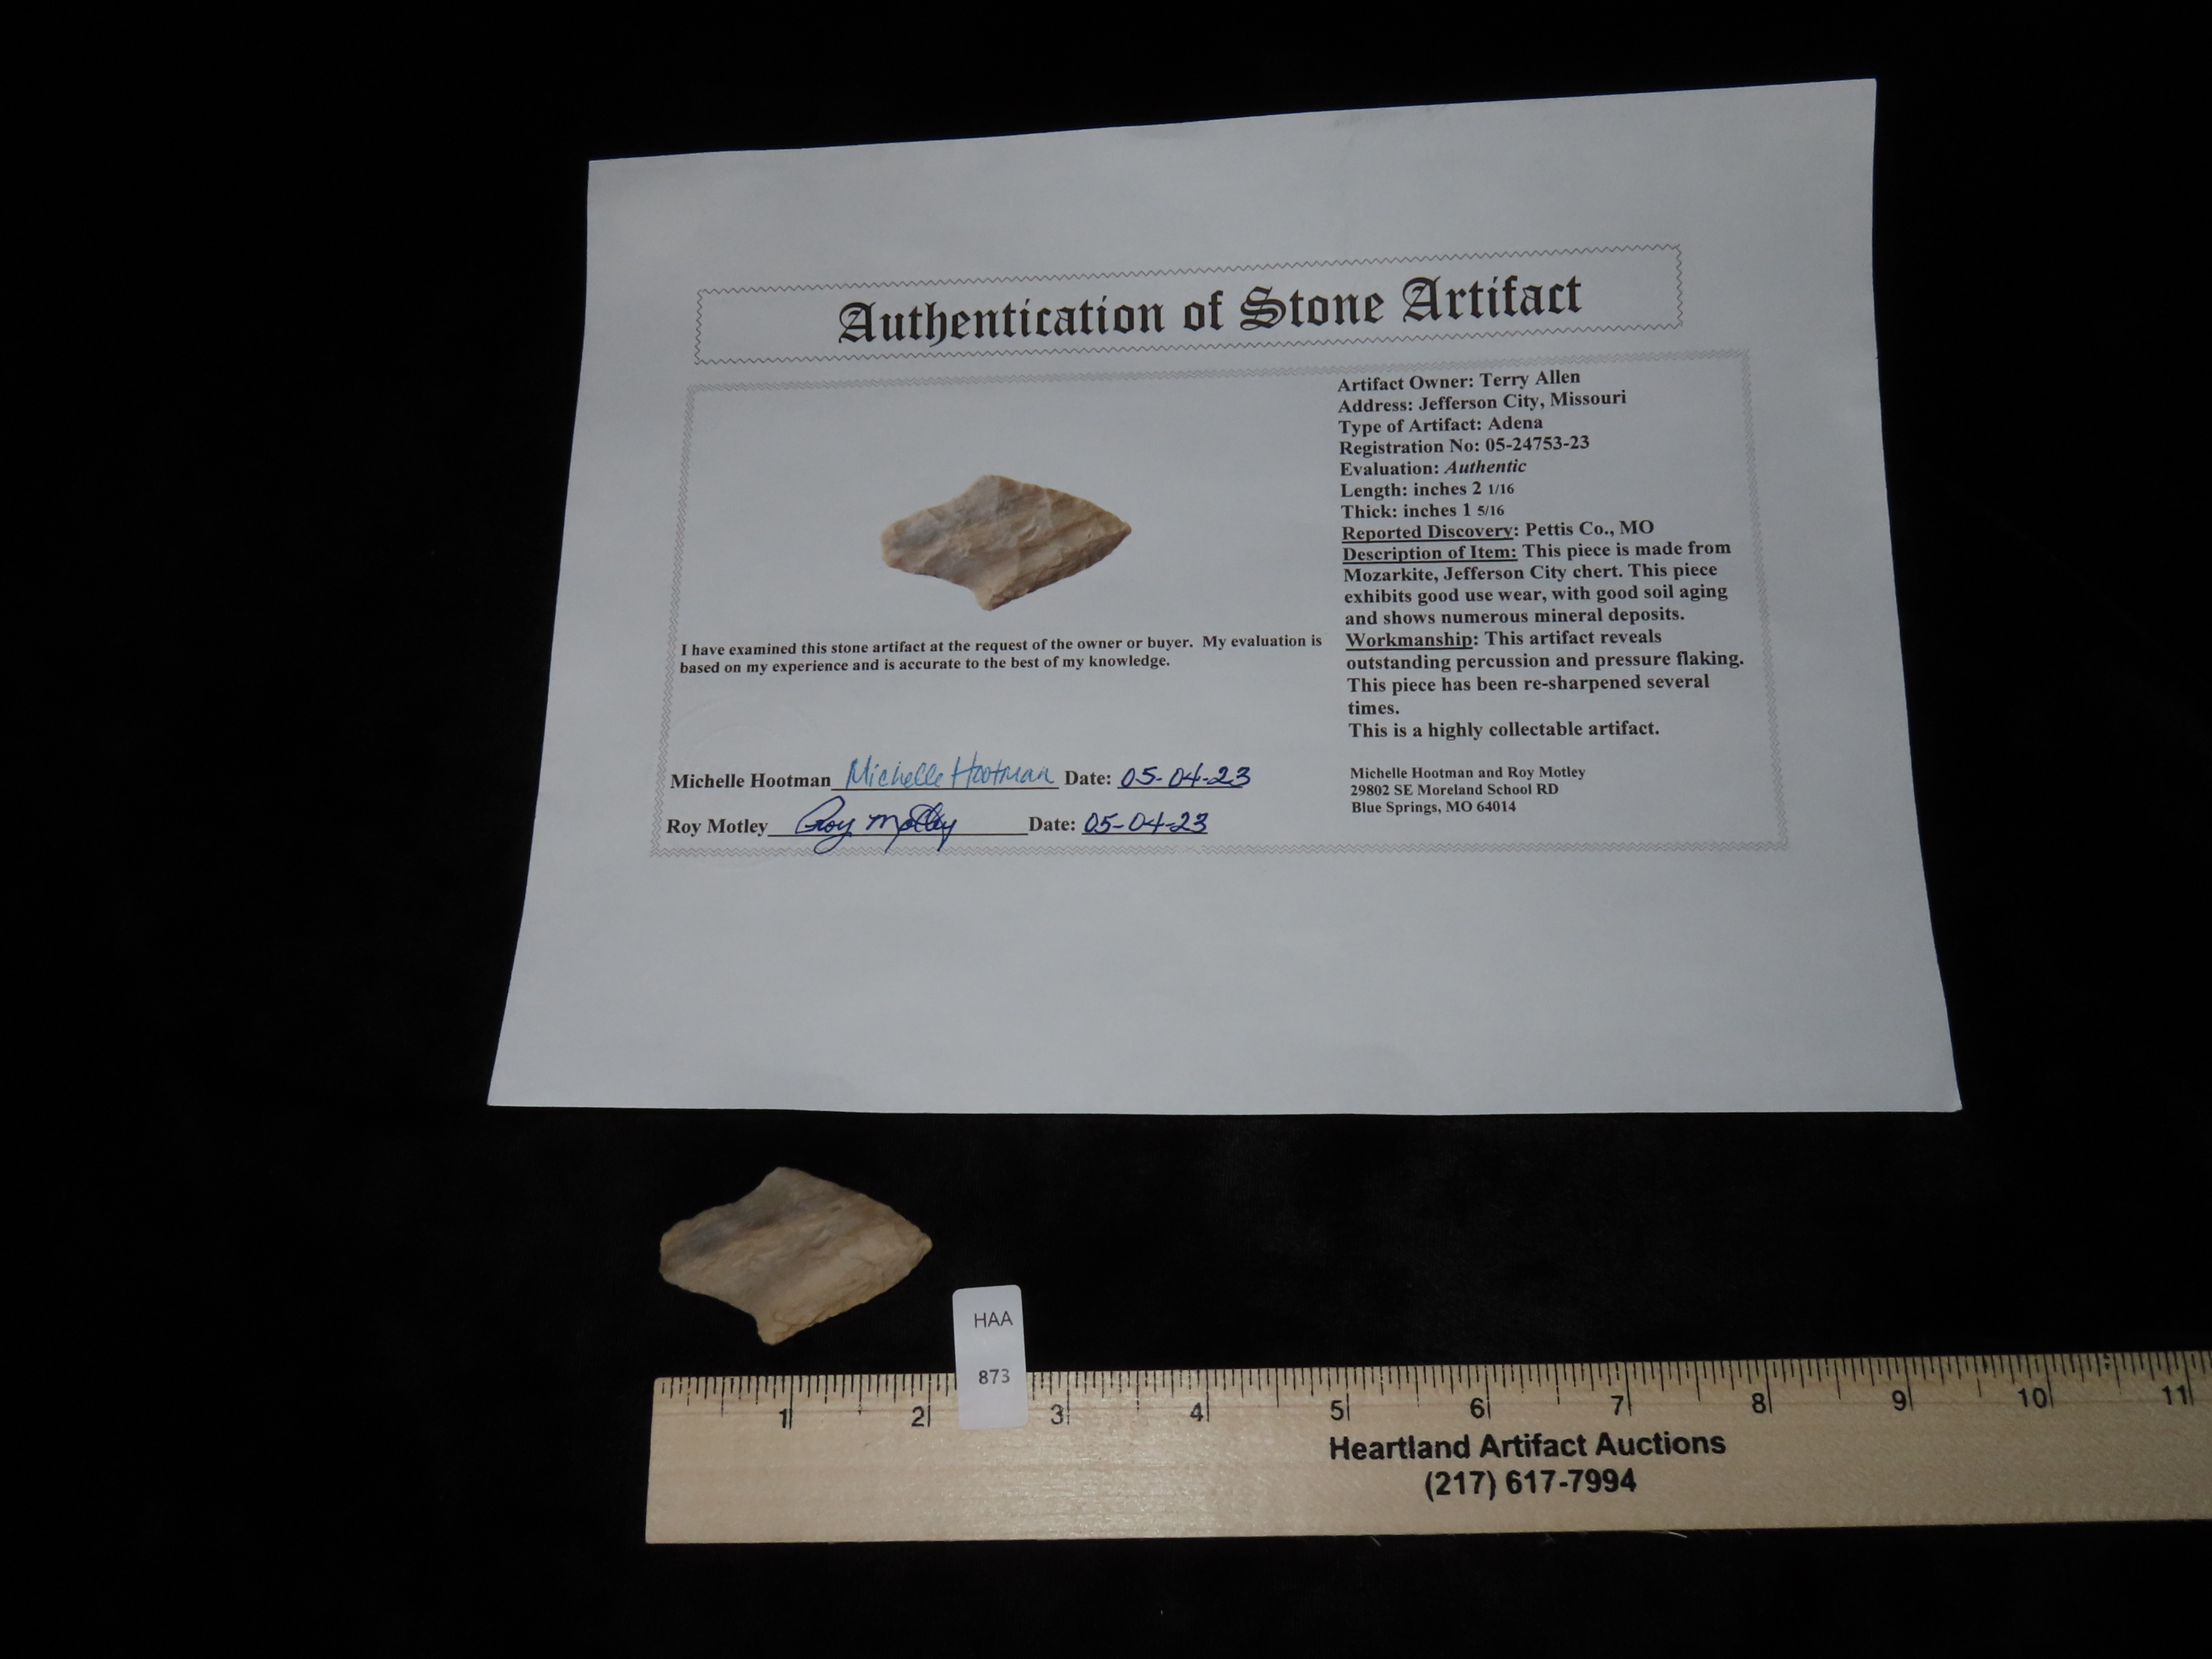 Authentication of Stone Artifact
Artifact Owner: Terry Allen
Address: Jefferson City, Missouri
Type of Artifact: Adena
Registration No: 05-24753-23
Evaluation: Authentic
Length: inches 2 1/16
Thick: inches 1 5/16
Reported Discovery: Pettis Co., MO
Description of Item: This piece is made from
Mozarkite, Jefferson City chert. This piece
exhibits good use wear, with good soil aging
and shows numerous mineral deposits.
Workmanship: This artifact reveals
outstanding percussion and pressure flaking.
This piece has been re-sharpened several
times.
This is a highly collectable artifact.
I have examined this stone artifact at the request of the owner or buyer. My evaluation is
based on my experience and is accurate to the best of my knowledge.
Michelle Hootman Michelle Hootman Date: 05-04-23
Roy Motley Roy Motley Date: 05-04-23
Michelle Hootman and Roy Motley
29802 SE Moreland School RD
Blue Springs, MO 64014
HAA
873
1 2 3 4 5 6 7 8 9 10 11
Heartland Artifact Auctions
(217) 617-7994